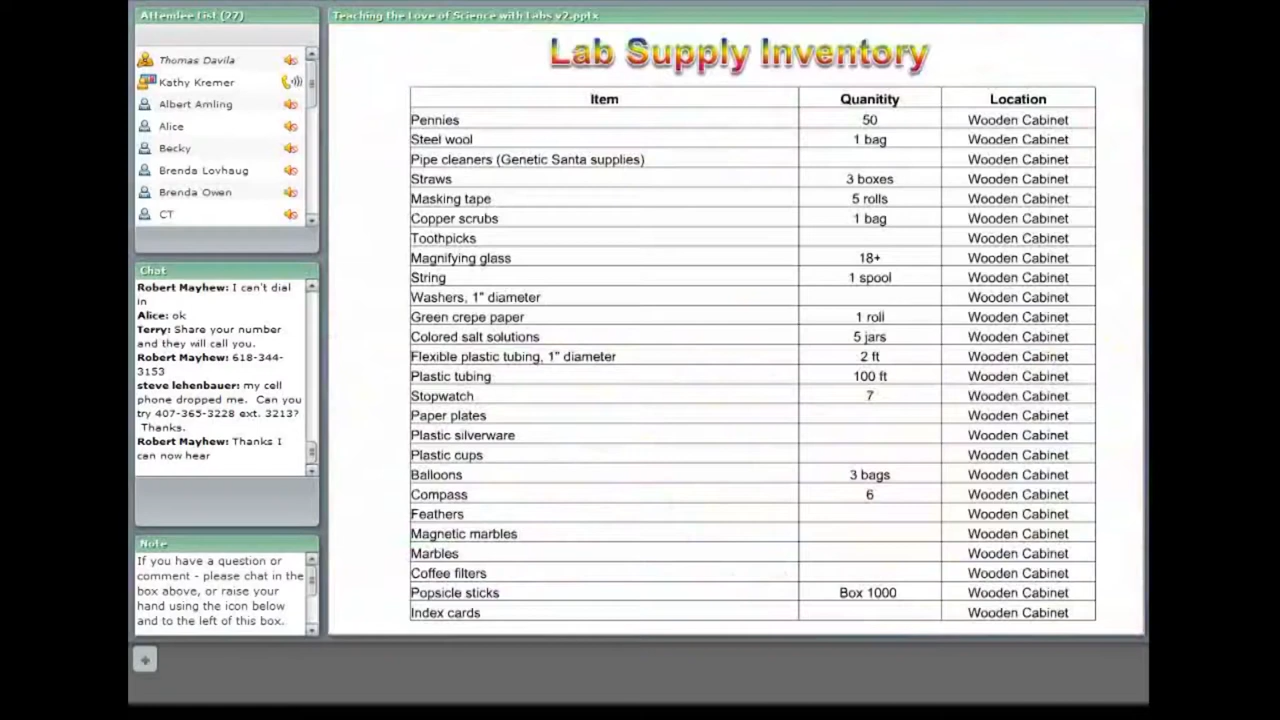 Attendee List (27)
Thomas Davila
Kathy Kremer
Albert Amling
Alice
Becky
Brenda Lovhaug
Brenda Owen
CT
Chat
Robert Mayhew: I can't dial
in
Alice: ok
Terry: Share your number
and they will call you.
Robert Mayhew: 618-344-
3153
steve lehenbauer: my cell
phone dropped me. Can you
try 407-365-3228 ext. 3213?
Thanks.
Robert Mayhew: Thanks I
can now hear
Note
If you have a question or
comment - please chat in the
box above, or raise your
hand using the icon below
and to the left of this box.
Teaching the Love of Science with Labs v2.pptx
Lab Supply Inventory
Item Quanitity Location
Pennies 50 Wooden Cabinet
Steel wool 1 bag Wooden Cabinet
Pipe cleaners (Genetic Santa supplies) Wooden Cabinet
Straws 3 boxes Wooden Cabinet
Masking tape 5 rolls Wooden Cabinet
Copper scrubs 1 bag Wooden Cabinet
Toothpicks Wooden Cabinet
Magnifying glass 18+ Wooden Cabinet
String 1 spool Wooden Cabinet
Washers, 1" diameter Wooden Cabinet
Green crepe paper 1 roll Wooden Cabinet
Colored salt solutions 5 jars Wooden Cabinet
Flexible plastic tubing, 1" diameter 2 ft Wooden Cabinet
Plastic tubing 100 ft Wooden Cabinet
Stopwatch 7 Wooden Cabinet
Paper plates Wooden Cabinet
Plastic silverware Wooden Cabinet
Plastic cups Wooden Cabinet
Balloons 3 bags Wooden Cabinet
Compass 6 Wooden Cabinet
Feathers Wooden Cabinet
Magnetic marbles Wooden Cabinet
Marbles Wooden Cabinet
Coffee filters Wooden Cabinet
Popsicle sticks Box 1000 Wooden Cabinet
Index cards Wooden Cabinet